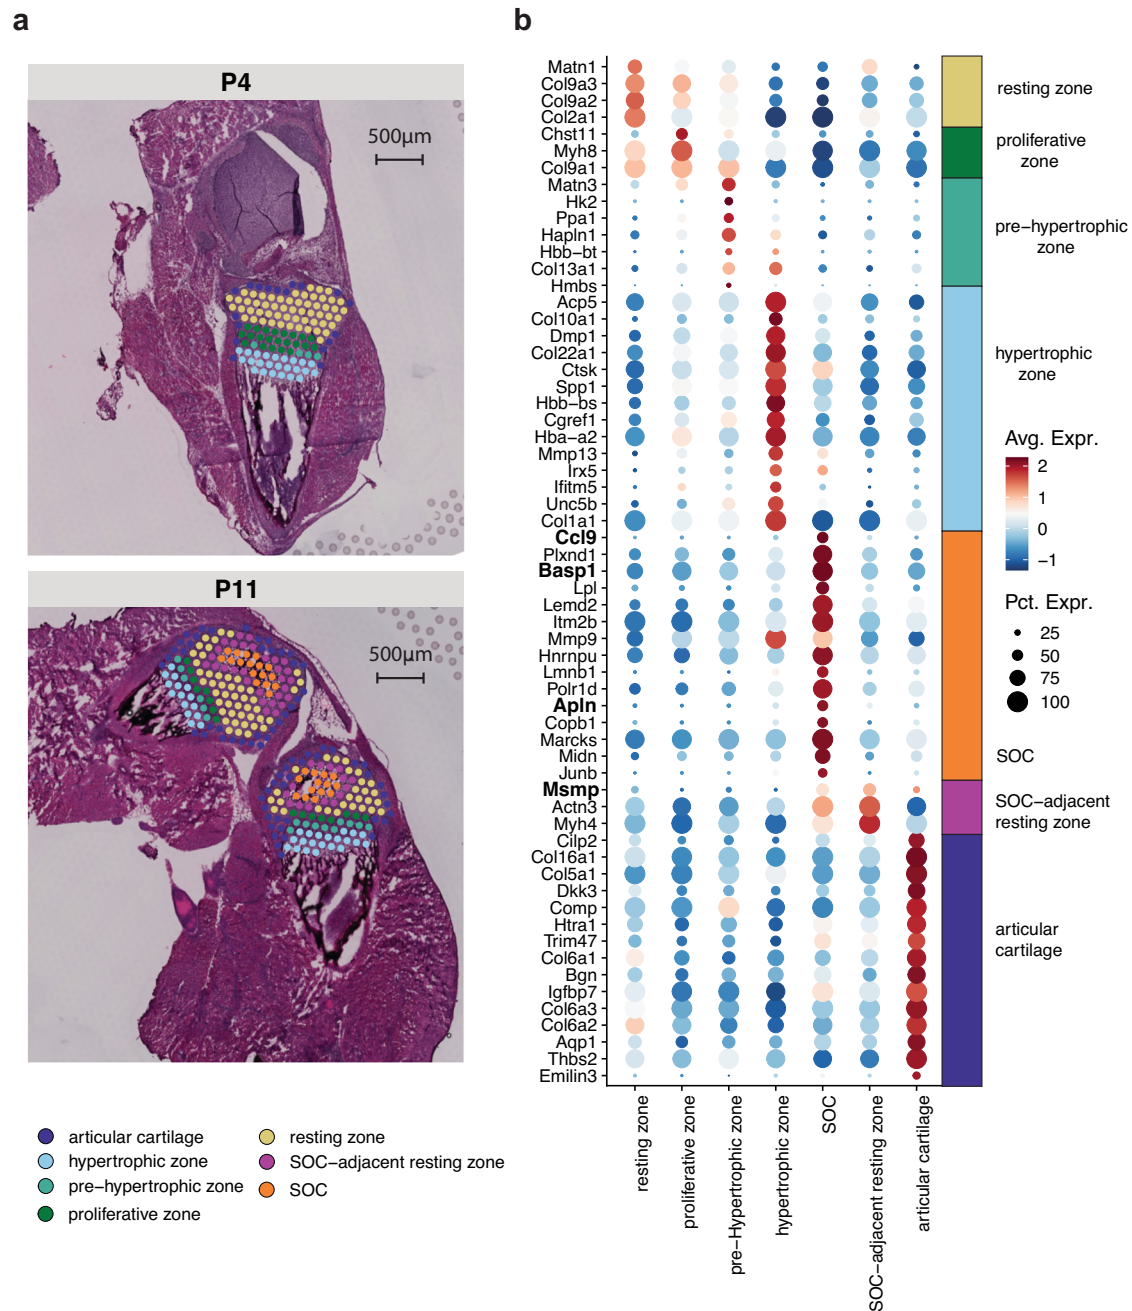 a
P4
500μm
P11
500μm
articular cartilage
hypertrophic zone
pre−hypertrophic zone
proliferative zone
resting zone
SOC−adjacent resting zone
SOC
b
Matn1
Col9a3
Col9a2
Col2a1
Chst11
Myh8
Col9a1
Matn3
Hk2
Ppa1
Hapln1
Hbb−bt
Col13a1
Hmbs
Acp5
Col10a1
Dmp1
Col22a1
Ctsk
Spp1
Hbb−bs
Cgref1
Hba−a2
Mmp13
Irx5
Ifitm5
Unc5b
Col1a1
Ccl9
Plxnd1
Basp1
Lpl
Lemd2
Itm2b
Mmp9
Hnrnpu
Lmnb1
Polr1d
Apln
Copb1
Marcks
Midn
Junb
Msmp
Actn3
Myh4
Cilp2
Col16a1
Col5a1
Dkk3
Comp
Htra1
Trim47
Col6a1
Bgn
Igfbp7
Col6a3
Col6a2
Aqp1
Thbs2
Emilin3
resting zone
proliferative zone
pre−Hypertrophic zone
hypertrophic zone
SOC
SOC−adjacent resting zone
articular cartilage
resting zone
proliferative
zone
pre−hypertrophic
zone
hypertrophic
zone
Avg. Expr.
2
1
0
−1
Pct. Expr.
25
50
75
100
SOC
SOC−adjacent
resting zone
articular
cartilage